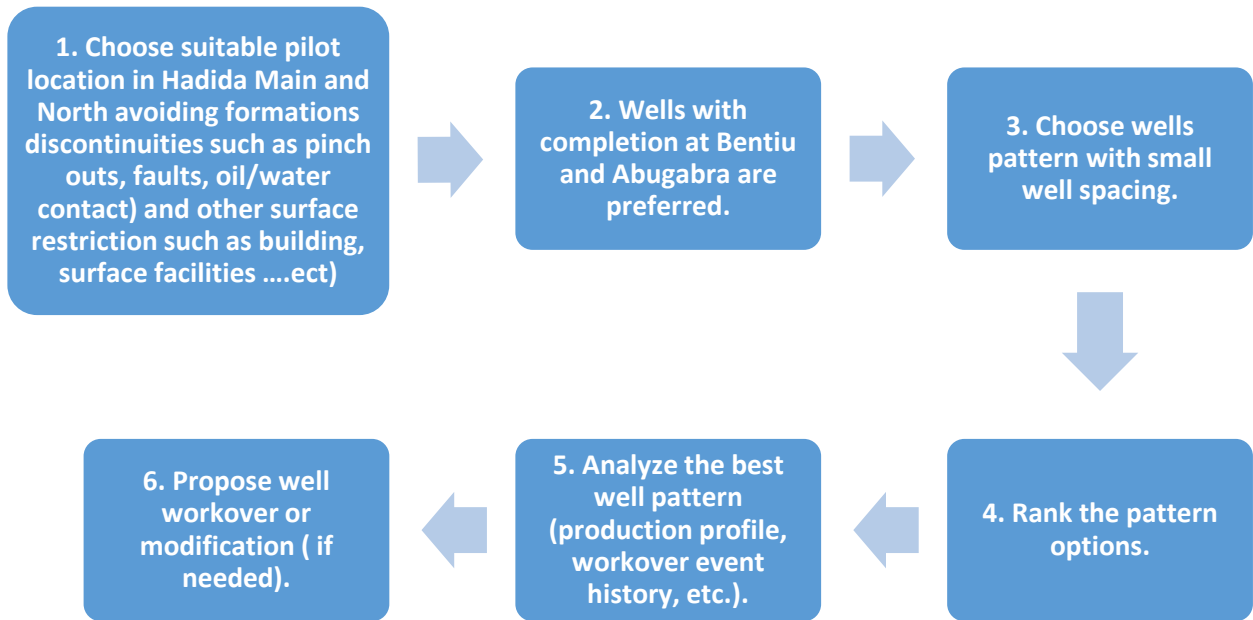 1. Choose suitable pilot
location in Hadida Main and
North avoiding formations
discontinuities such as pinch
outs, faults, oil/water
contact) and other surface
restriction such as building,
surface facilities ....ect)
2. Wells with
completion at Bentiu
and Abugabra are
preferred.
3. Choose wells
pattern with small
well spacing.
4. Rank the pattern
options.
5. Analyze the best
well pattern
(production profile,
workover event
history, etc.).
6. Propose well
workover or
modification ( if
needed).